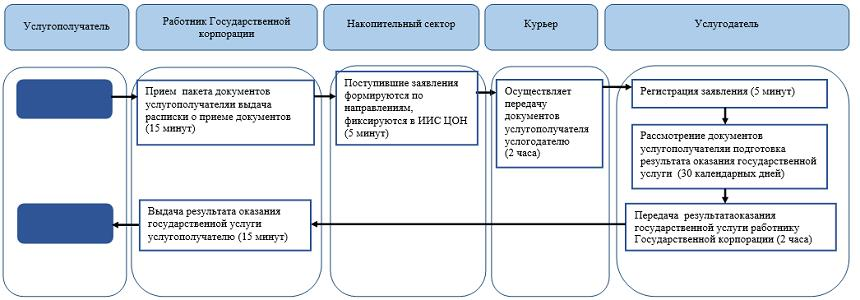 Услугополучатель
Работник Государственной
корпорации
Накопительный сектор
Курьер
Услугодатель
Прием пакета документов
услугополучателяи выдача
расписки о приеме документов
(15 минут)
Поступившие заявления
формируются по
направлениям,
фиксируются в ИИС ЦОН
(5 минут)
Осуществляет
передачу
документов
услугополучателя
услогодателю
(2 часа)
Регистрация заявления (5 минут)
Рассмотрение документов
услугополучателяи подготовка
результата оказания государственной
услуги (30 календарных дней)
Передача результатаоказания
государственной услуги работнику
Государственной корпорации (2 часа)
Выдача результата оказания
государственной услуги
услугополучателю (15 минут)